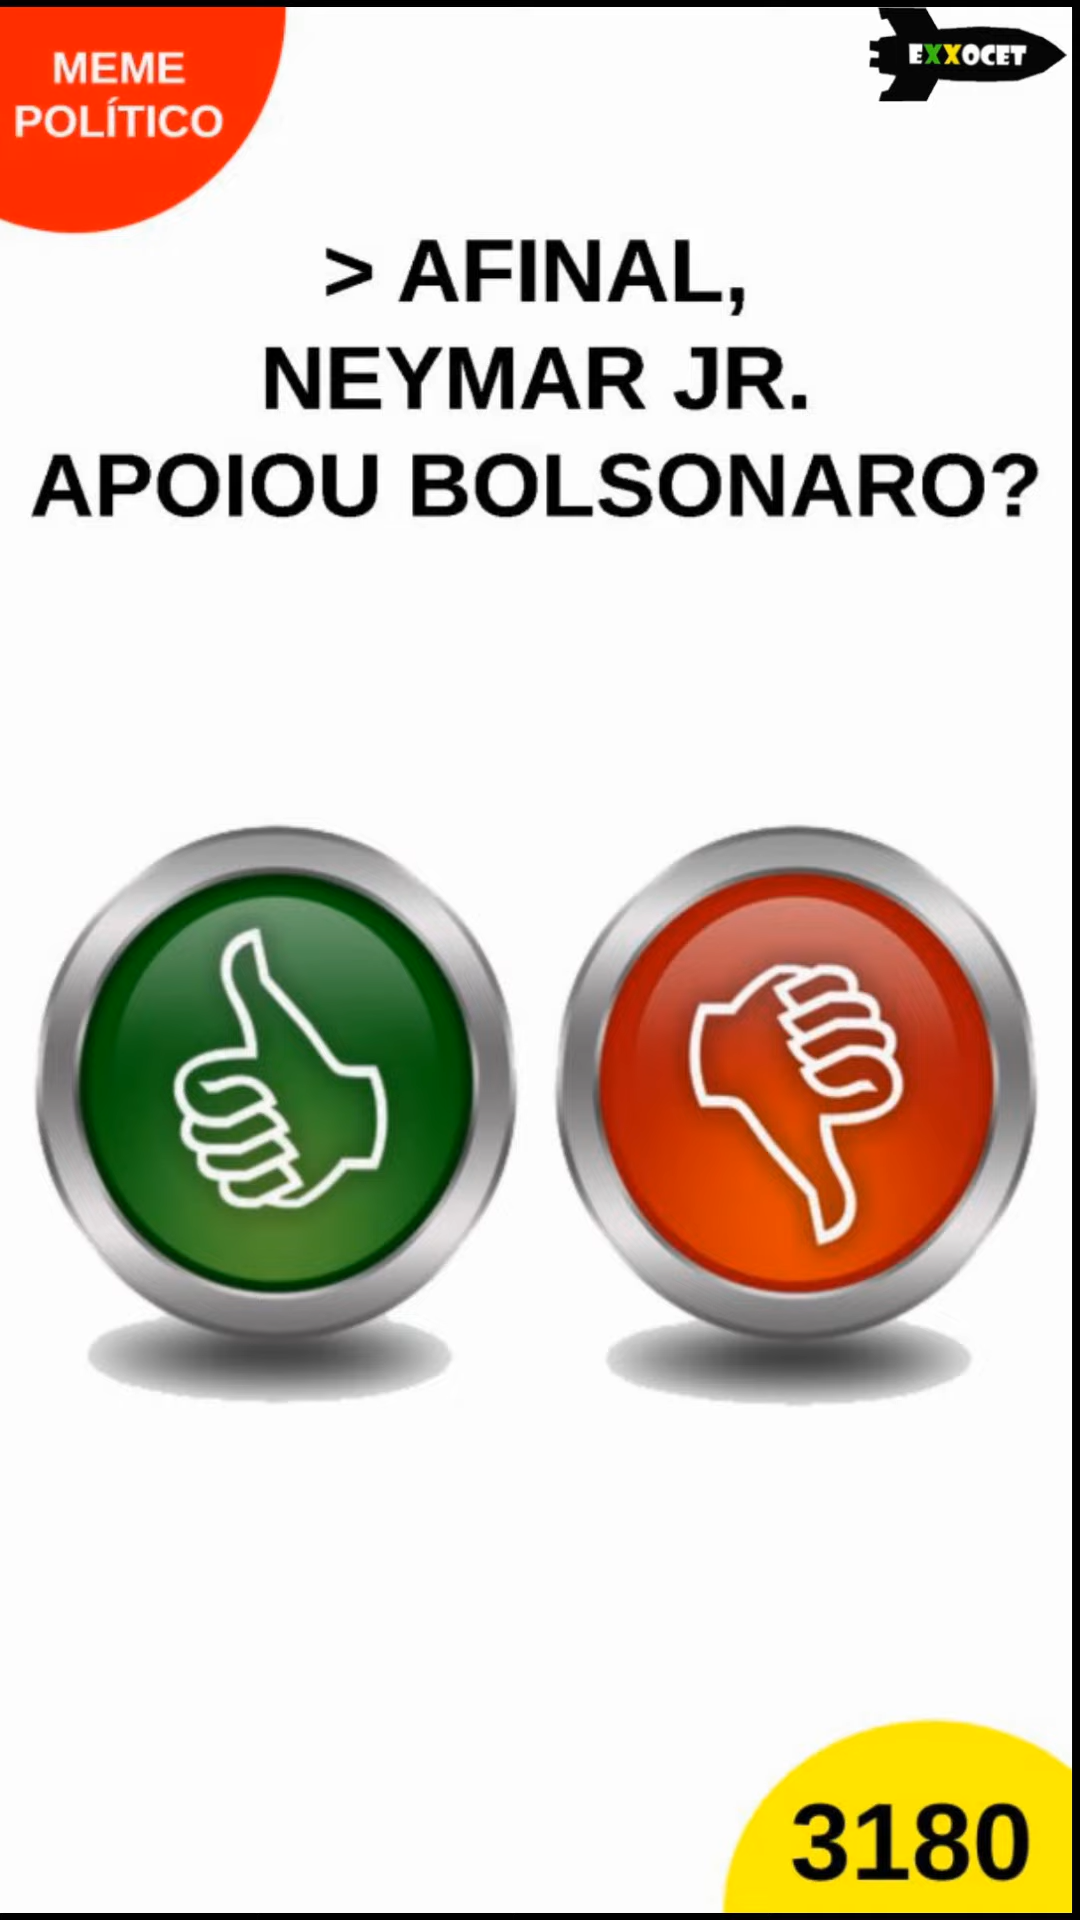 MEME
POLÍTICO
EXXOCET
> AFINAL,
NEYMAR JR.
APOIOU BOLSONARO?
3180